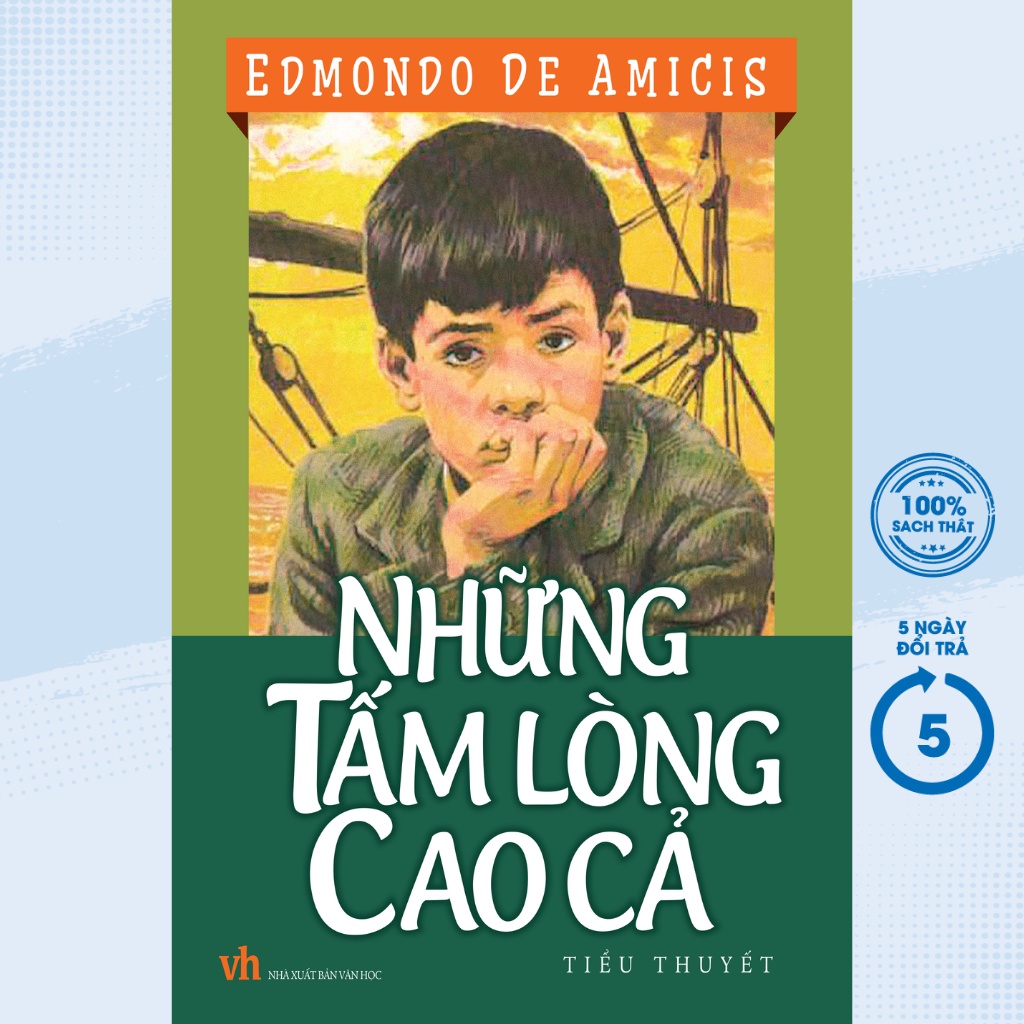 EDMONDO DE AMICIS
NHỮNG
TẤM LÒNG
CAO CẢ
vh NHÀ XUẤT BẢN VĂN HỌC
TIỂU THUYẾT
100%
SACH THẬT
5 NGÀY
ĐỔI TRẢ
5